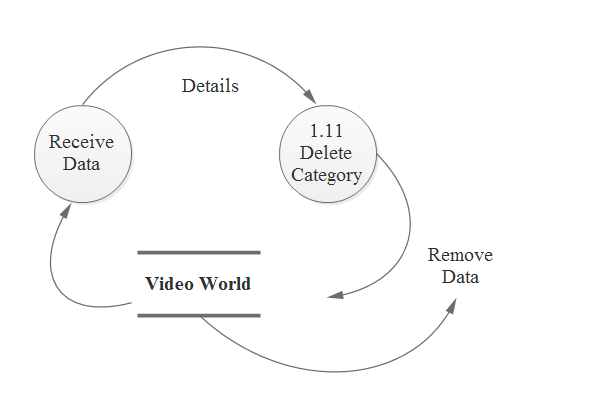 Details
Receive
Data
1.11
Delete
Category
Video World
Remove
Data